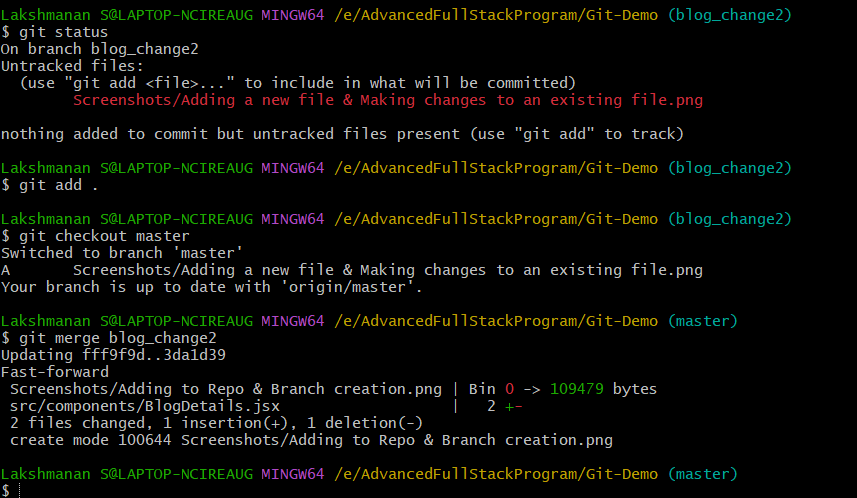 Lakshmanan S@LAPTOP-NCIREAUG MINGW64 /e/AdvancedFullStackProgram/Git-Demo (blog_change2)
$ git status
On branch blog_change2
Untracked files:
  (use "git add <file>..." to include in what will be committed)
        Screenshots/Adding a new file & Making changes to an existing file.png

nothing added to commit but untracked files present (use "git add" to track)

Lakshmanan S@LAPTOP-NCIREAUG MINGW64 /e/AdvancedFullStackProgram/Git-Demo (blog_change2)
$ git add .

Lakshmanan S@LAPTOP-NCIREAUG MINGW64 /e/AdvancedFullStackProgram/Git-Demo (blog_change2)
$ git checkout master
Switched to branch 'master'
A       Screenshots/Adding a new file & Making changes to an existing file.png
Your branch is up to date with 'origin/master'.

Lakshmanan S@LAPTOP-NCIREAUG MINGW64 /e/AdvancedFullStackProgram/Git-Demo (master)
$ git merge blog_change2
Updating fff9f9d..3da1d39
Fast-forward
 Screenshots/Adding to Repo & Branch creation.png | Bin 0 -> 109479 bytes
 src/components/BlogDetails.jsx                   |   2 +-
 2 files changed, 1 insertion(+), 1 deletion(-)
 create mode 100644 Screenshots/Adding to Repo & Branch creation.png

Lakshmanan S@LAPTOP-NCIREAUG MINGW64 /e/AdvancedFullStackProgram/Git-Demo (master)
$